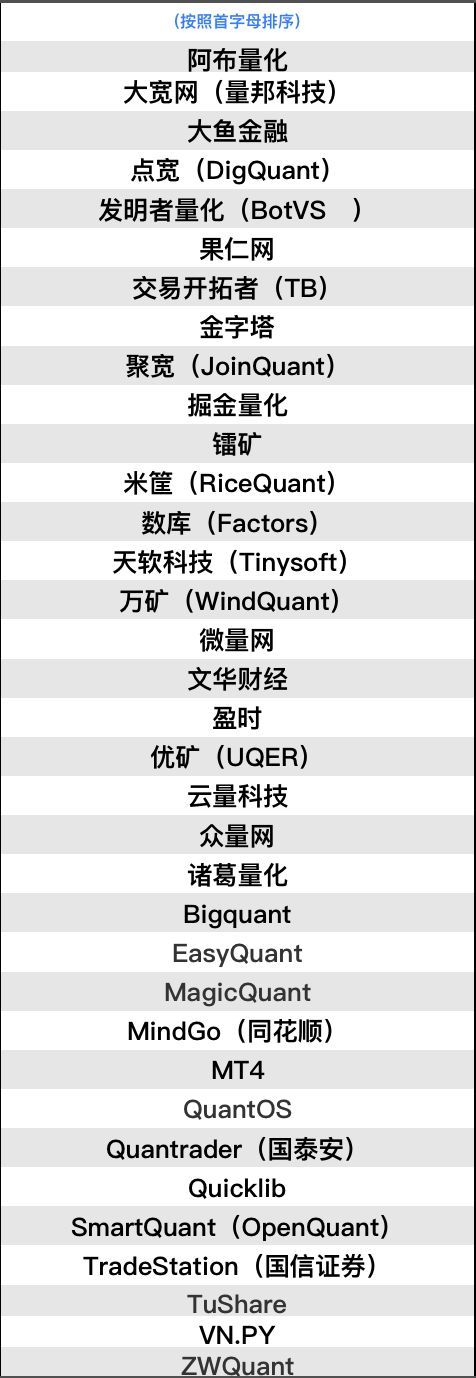 （按照首字母排序）
阿布量化
大宽网（量邦科技）
大鱼金融
点宽（DigQuant）
发明者量化（BotVS　）
果仁网
交易开拓者（TB）
金字塔
聚宽（JoinQuant）
掘金量化
镭矿
米筐（RiceQuant）
数库（Factors）
天软科技（Tinysoft）
万矿（WindQuant）
微量网
文华财经
盈时
优矿（UQER）
云量科技
众量网
诸葛量化
Bigquant
EasyQuant
MagicQuant
MindGo（同花顺）
MT4
QuantOS
Quantrader（国泰安）
Quicklib
SmartQuant（OpenQuant）
TradeStation（国信证券）
TuShare
VN.PY
ZWQuant